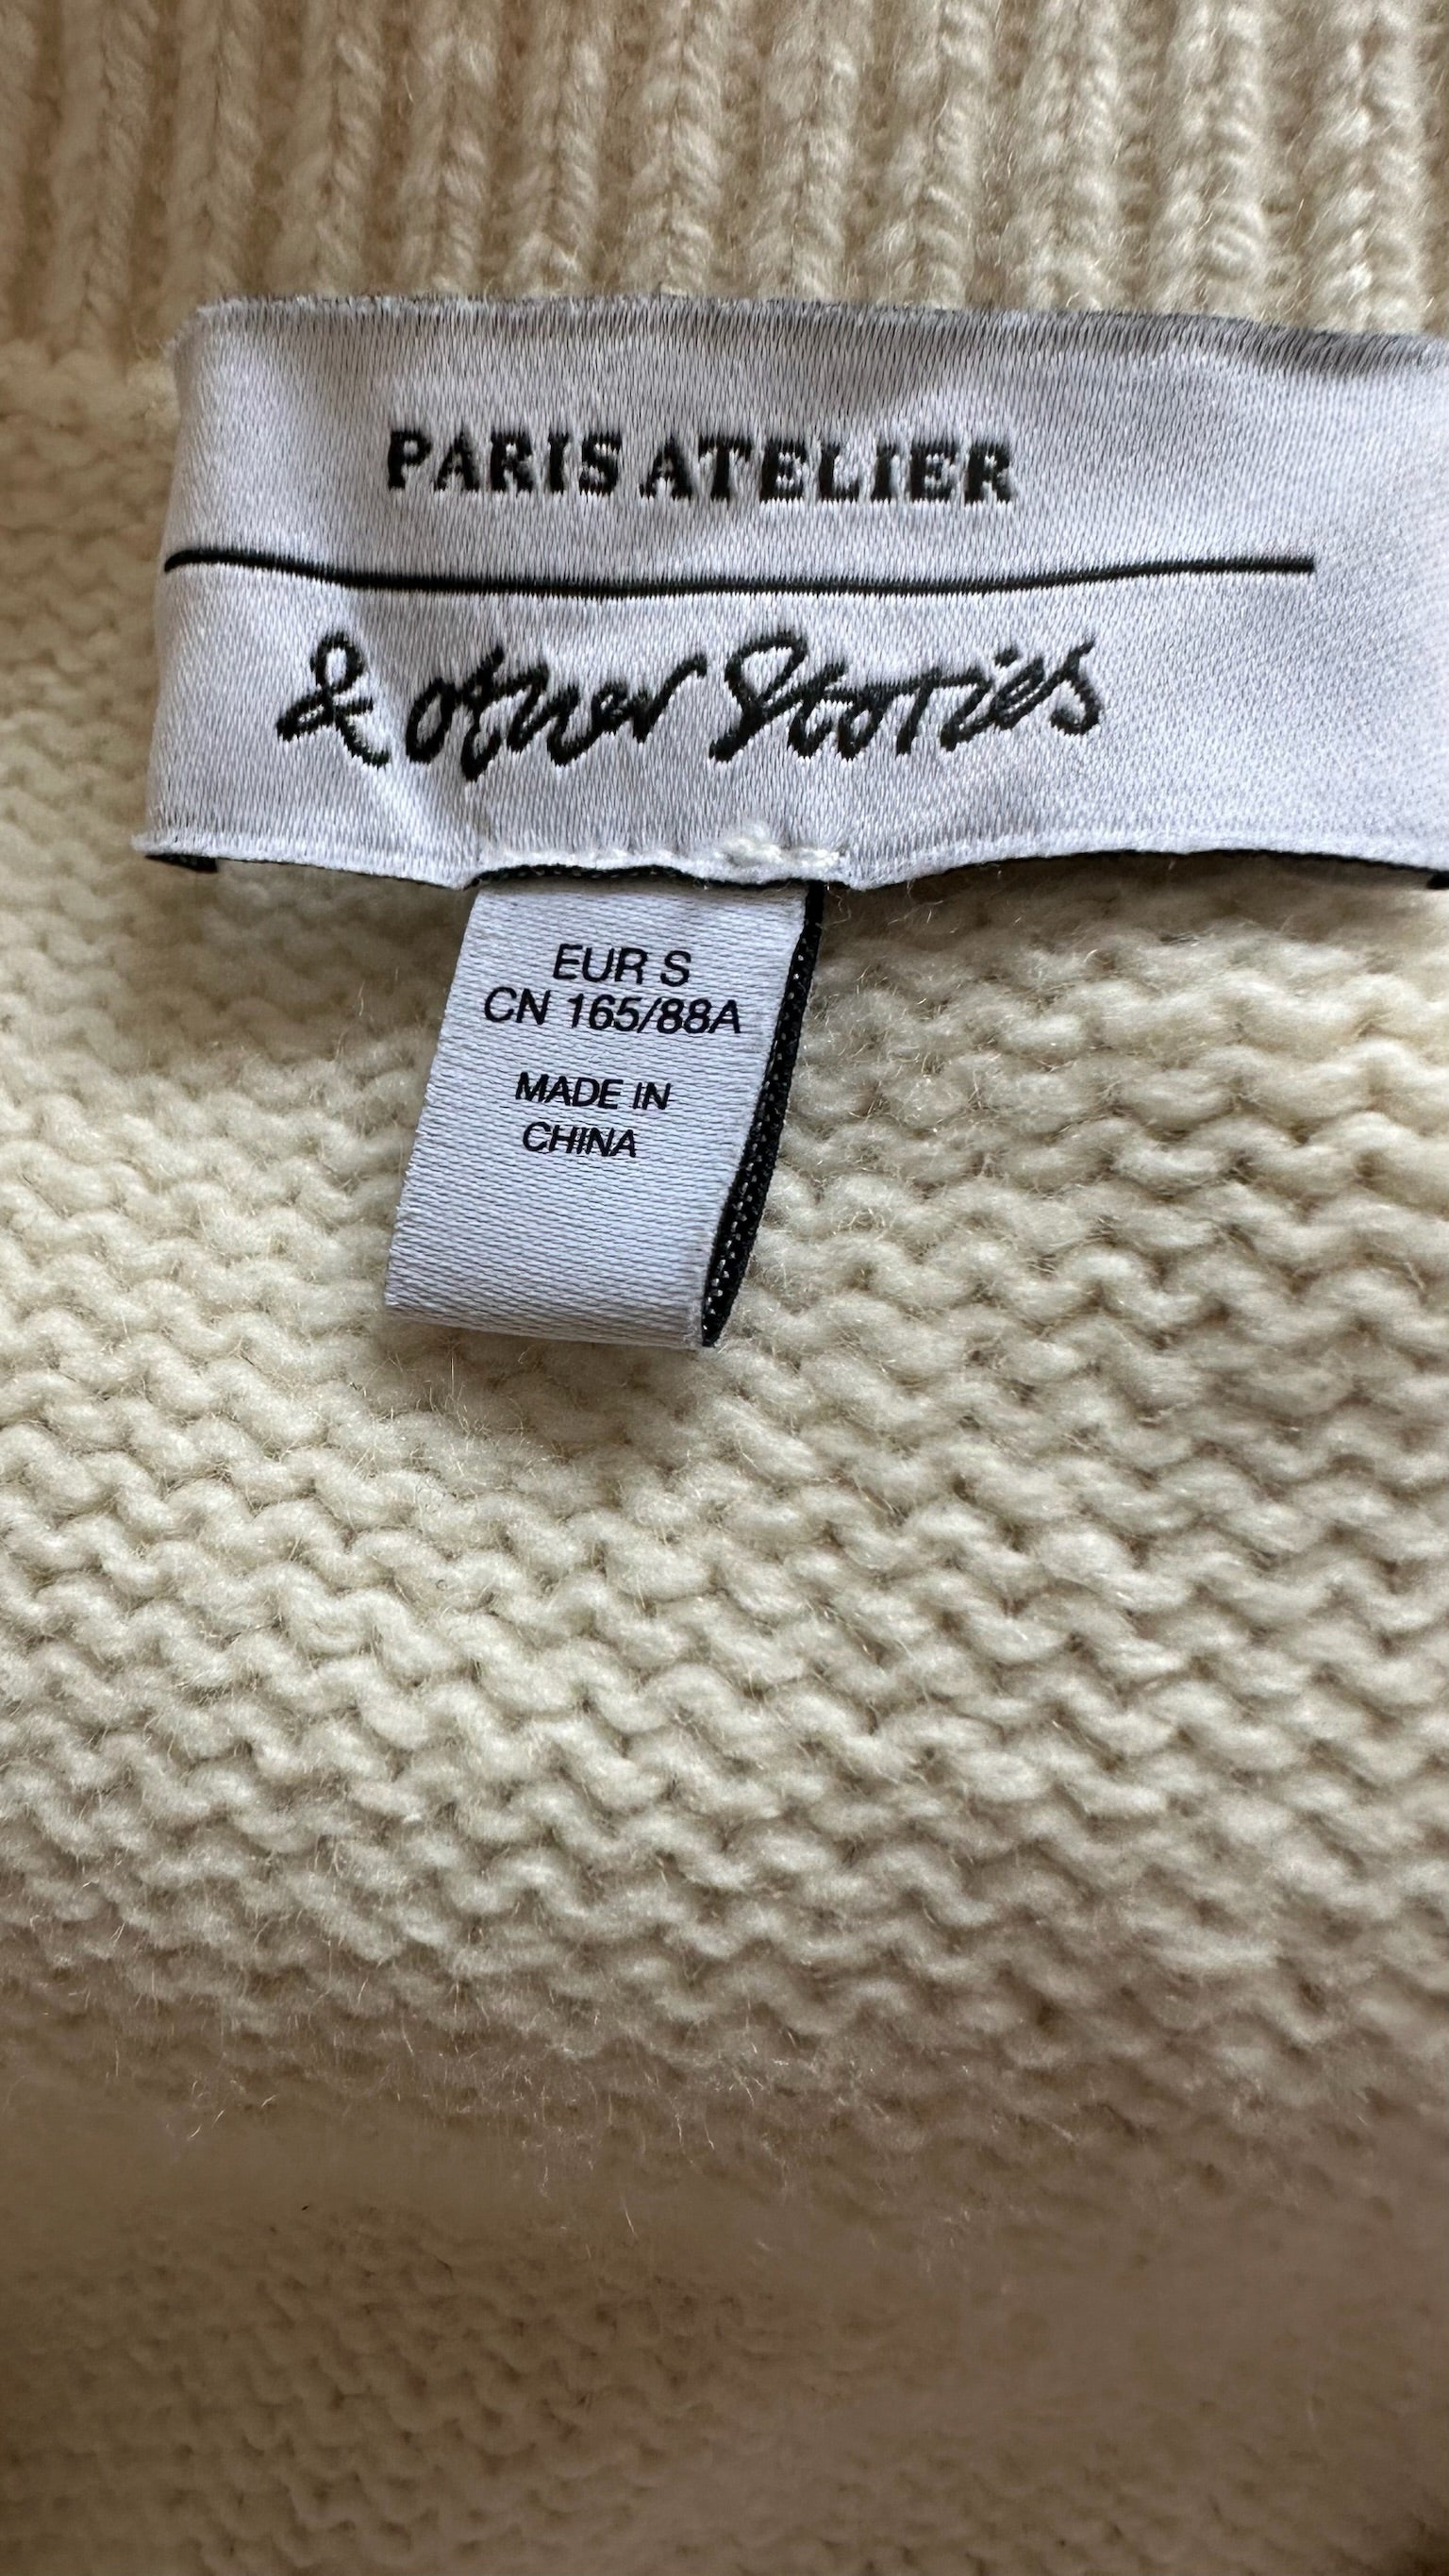 PARIS ATELIER
& other Stories
EUR S
CN 165/88A
MADE IN
CHINA